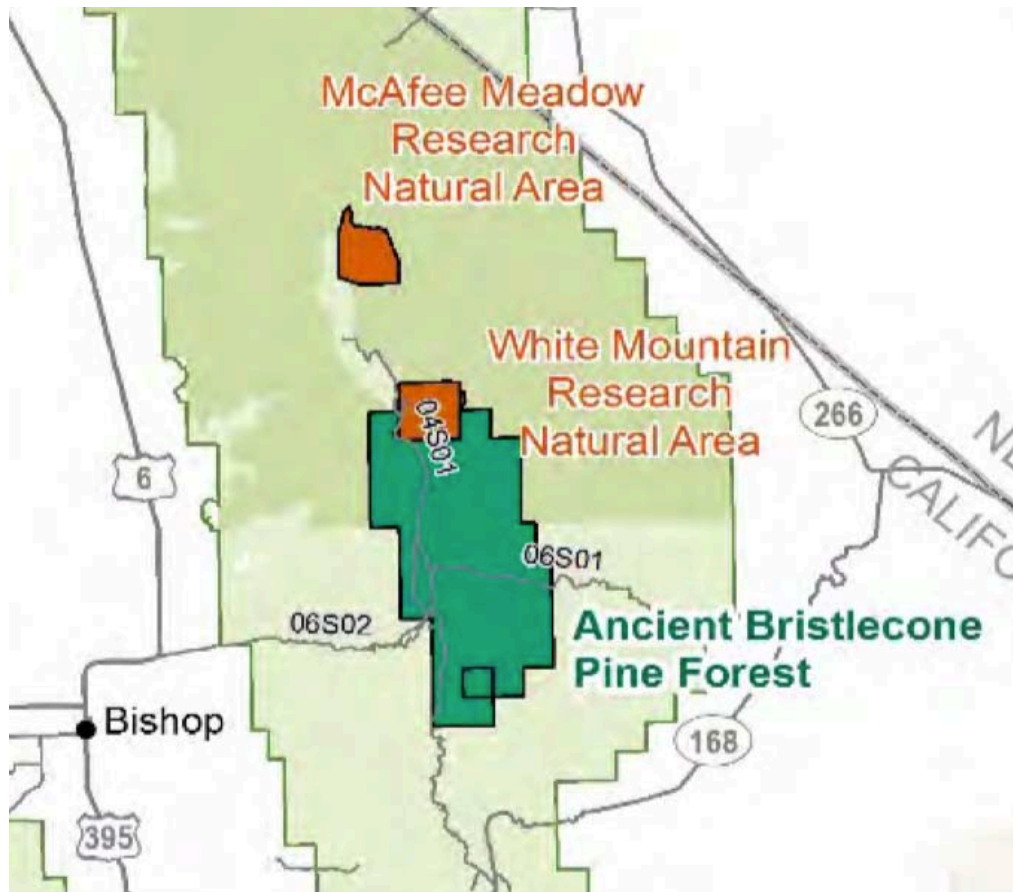 McAfee Meadow
Research
Natural Area
White Mountain
Research
Natural Area
266
6
04S01
CALIFO
06S01
06S02
Ancient Bristlecone
Pine Forest
Bishop
168
395